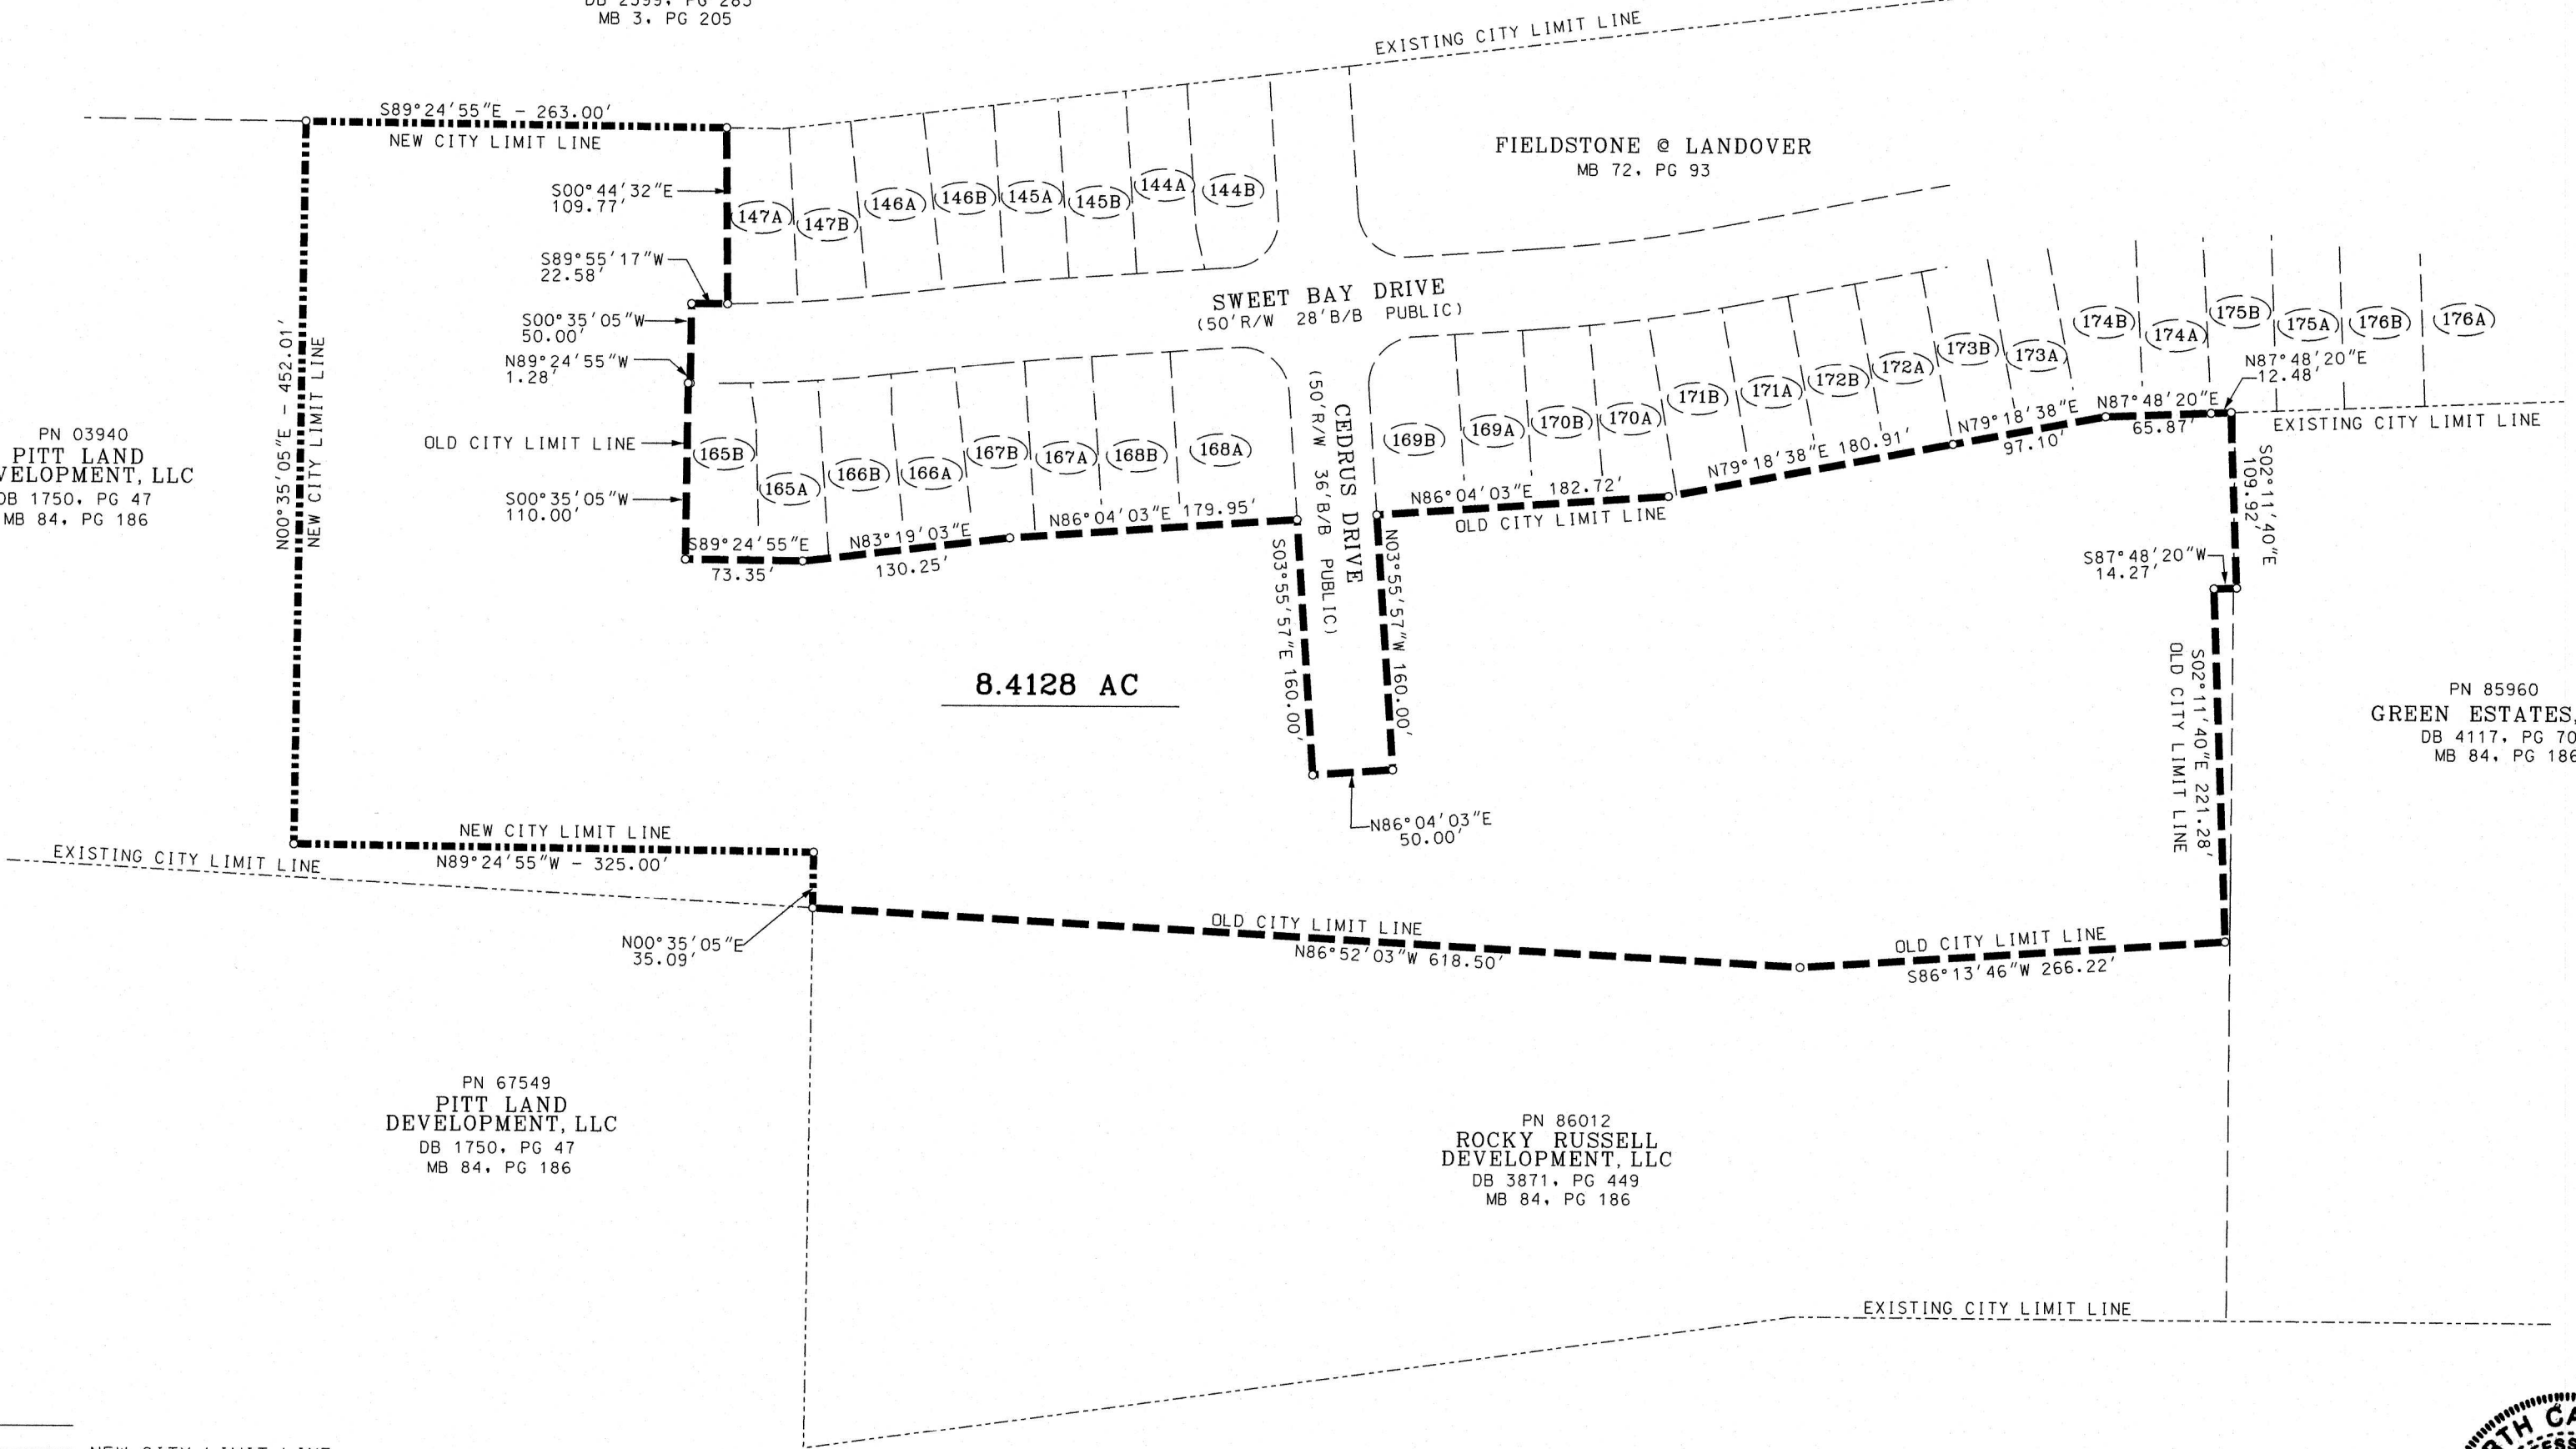 MB 3, PG 205
EXISTING CITY LIMIT LINE
S89°24'55"E - 263.00'
NEW CITY LIMIT LINE
FIELDSTONE @ LANDOVER
MB 72, PG 93
S00°44'32"E
109.77'
147A
147B
146A
146B
145A
145B
144A
144B
S89°55'17"W
22.58'
SWEET BAY DRIVE
(50'R/W 28'B/B PUBLIC)
S00°35'05"W
50.00'
N89°24'55"W
1.28'
N00°35'05"E - 452.01'
NEW CITY LIMIT LINE
OLD CITY LIMIT LINE
S00°35'05"W
110.00'
165B
165A
166B
166A
167B
167A
168B
168A
CEDRUS DRIVE
(50'R/W 36'B/B PUBLIC)
169B
169A
170B
170A
171B
171A
172B
172A
173B
173A
174B
174A
175B
175A
176B
176A
N87°48'20"E
12.48'
N87°48'20"E
65.87'
EXISTING CITY LIMIT LINE
N79°18'38"E
97.10'
N79°18'38"E 180.91'
N86°04'03"E 182.72'
OLD CITY LIMIT LINE
S89°24'55"E
73.35'
N83°19'03"E
130.25'
N86°04'03"E 179.95'
S03°55'57"E 160.00'
N03°55'57"W 160.00'
N86°04'03"E
50.00'
S02°11'40"E
109.92'
S87°48'20"W
14.27'
S02°11'40"E 221.28'
OLD CITY LIMIT LINE
PN 03940
PITT LAND
VELOPMENT, LLC
DB 1750, PG 47
MB 84, PG 186
8.4128 AC
PN 85960
GREEN ESTATES,
DB 4117, PG 70
MB 84, PG 186
NEW CITY LIMIT LINE
N89°24'55"W - 325.00'
EXISTING CITY LIMIT LINE
N00°35'05"E
35.09'
OLD CITY LIMIT LINE
N86°52'03"W 618.50'
OLD CITY LIMIT LINE
S86°13'46"W 266.22'
PN 67549
PITT LAND
DEVELOPMENT, LLC
DB 1750, PG 47
MB 84, PG 186
PN 86012
ROCKY RUSSELL
DEVELOPMENT, LLC
DB 3871, PG 449
MB 84, PG 186
EXISTING CITY LIMIT LINE